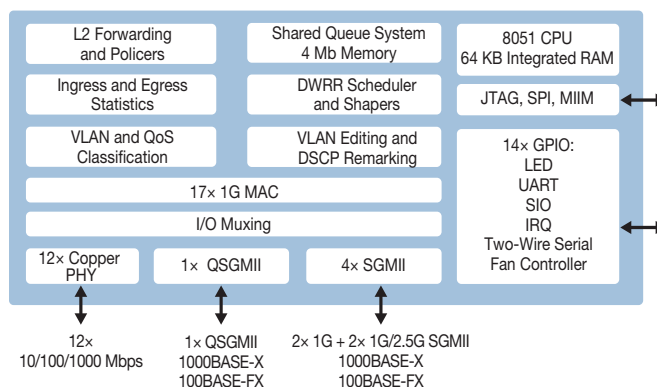 L2 Forwarding
and Policers
Shared Queue System
4 Mb Memory
8051 CPU
64 KB Integrated RAM
Ingress and Egress
Statistics
DWRR Scheduler
and Shapers
JTAG, SPI, MIIM
VLAN and QoS
Classification
VLAN Editing and
DSCP Remarking
14× GPIO:
LED
UART
SIO
IRQ
Two-Wire Serial
Fan Controller
17× 1G MAC
I/O Muxing
12× Copper
PHY
1× QSGMII
4× SGMII
12×
10/100/1000 Mbps
1× QSGMII
1000BASE-X
100BASE-FX
2× 1G + 2× 1G/2.5G SGMII
1000BASE-X
100BASE-FX